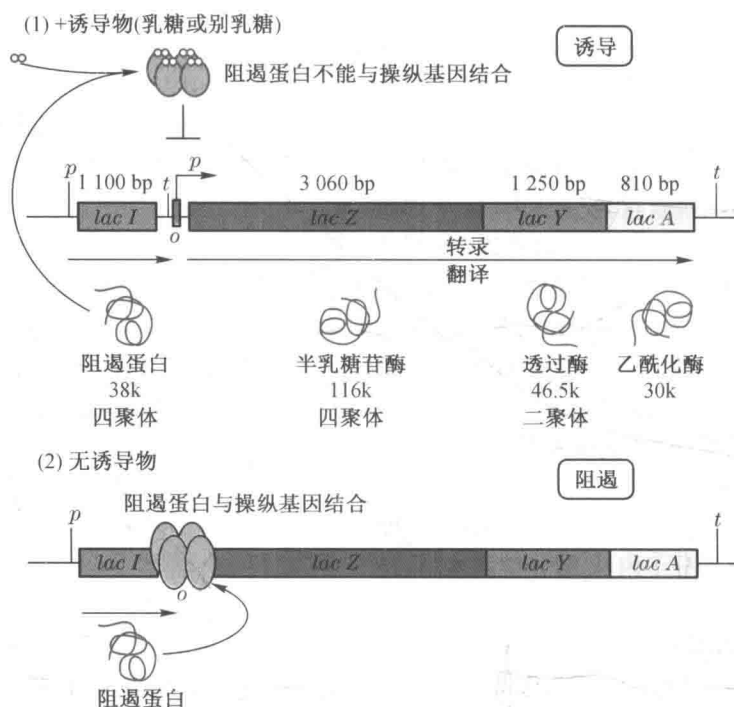 (1) +诱导物(乳糖或别乳糖)
诱导
阻遏蛋白不能与操纵基因结合
p 1 100 bp t p 3 060 bp 1 250 bp 810 bp t
lac I o lac Z lac Y lac A
转录
翻译
阻遏蛋白 半乳糖苷酶 透过酶 乙酰化酶
38k 116k 46.5k 30k
四聚体 四聚体 二聚体
(2) 无诱导物
阻遏
阻遏蛋白与操纵基因结合
p t
lac I lac Z lac Y lac A
o
阻遏蛋白